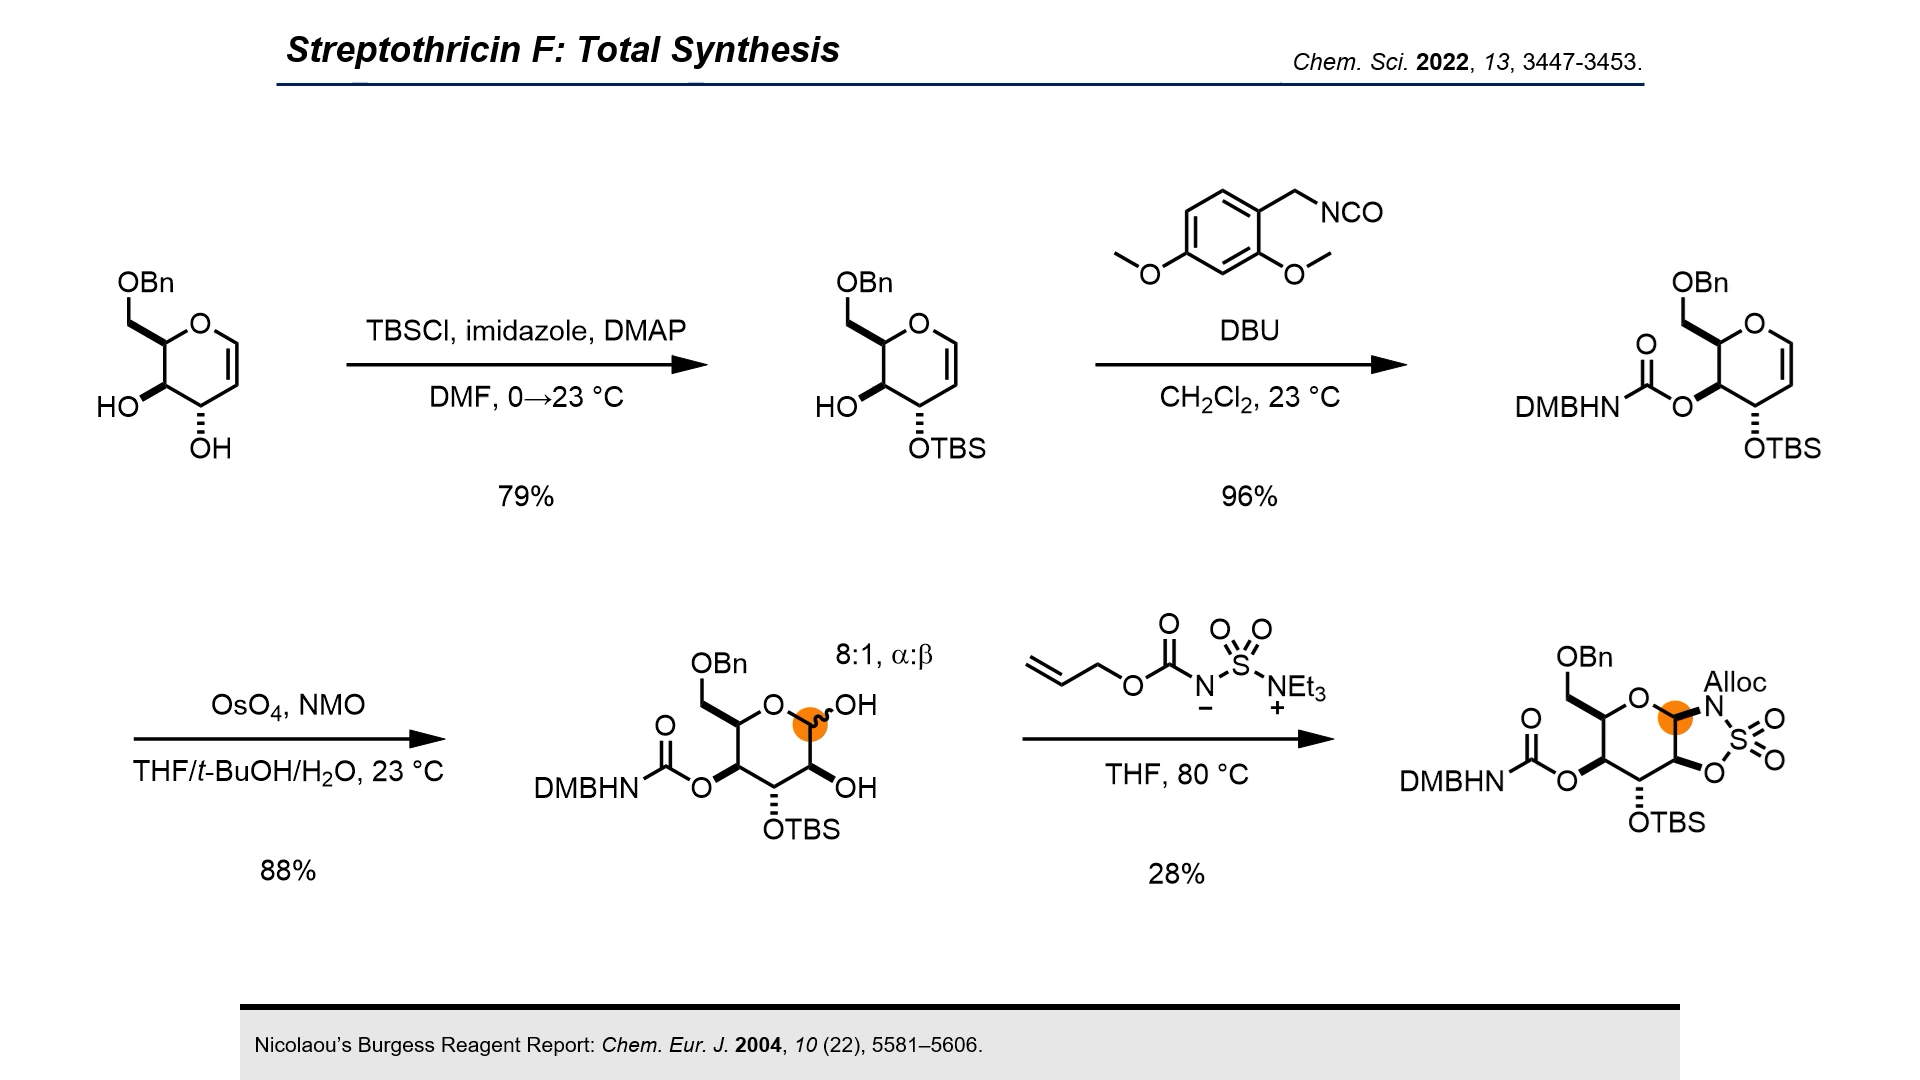 Streptothricin F: Total Synthesis
Chem. Sci. 2022, 13, 3447-3453.
OBn
O
HO
OH
TBSCl, imidazole, DMAP
DMF, 0→23 °C
79%
OBn
O
HO
OTBS
NCO
O
O
DBU
CH2Cl2, 23 °C
96%
OBn
O
O
DMBHN
O
OTBS
OsO4, NMO
THF/t-BuOH/H2O, 23 °C
88%
8:1, α:β
OBn
O
OH
O
DMBHN
O
OH
OTBS
O
O
O
O
N
S
NEt3
−
+
THF, 80 °C
28%
OBn
Alloc
O
N
O
O
S
O
DMBHN
O
O
OTBS
Nicolaou’s Burgess Reagent Report: Chem. Eur. J. 2004, 10 (22), 5581–5606.